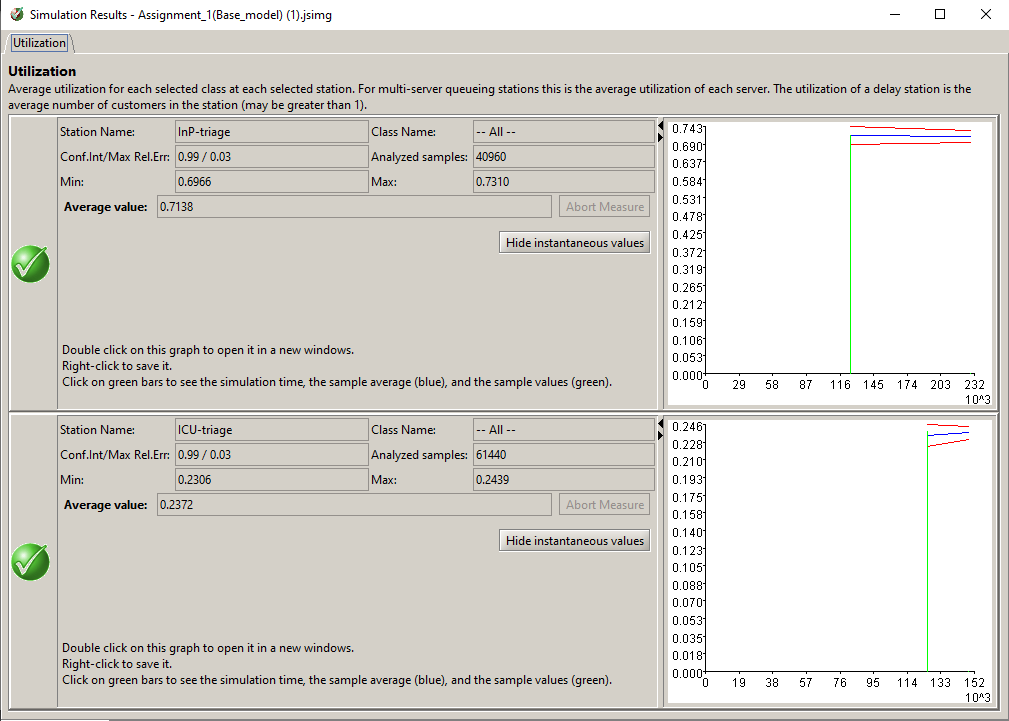 Simulation Results - Assignment_1(Base_model) (1).jsimg
Utilization
Utilization
Average utilization for each selected class at each selected station. For multi-server queueing stations this is the average utilization of each server. The utilization of a delay station is the
average number of customers in the station (may be greater than 1).
Station Name: InP-triage Class Name: -- All --
Conf.Int/Max Rel.Err: 0.99 / 0.03 Analyzed samples: 40960
Min: 0.6966 Max: 0.7310
Average value: 0.7138 Abort Measure
Hide instantaneous values
Double click on this graph to open it in a new windows.
Right-click to save it.
Click on green bars to see the simulation time, the sample average (blue), and the sample values (green).
0.743
0.690
0.637
0.584
0.531
0.478
0.425
0.372
0.319
0.265
0.212
0.159
0.106
0.053
0.000
0 29 58 87 116 145 174 203 232
10^3
Station Name: ICU-triage Class Name: -- All --
Conf.Int/Max Rel.Err: 0.99 / 0.03 Analyzed samples: 61440
Min: 0.2306 Max: 0.2439
Average value: 0.2372 Abort Measure
Hide instantaneous values
Double click on this graph to open it in a new windows.
Right-click to save it.
Click on green bars to see the simulation time, the sample average (blue), and the sample values (green).
0.246
0.228
0.210
0.193
0.175
0.158
0.140
0.123
0.105
0.088
0.070
0.053
0.035
0.018
0.000
0 19 38 57 76 95 114 133 152
10^3